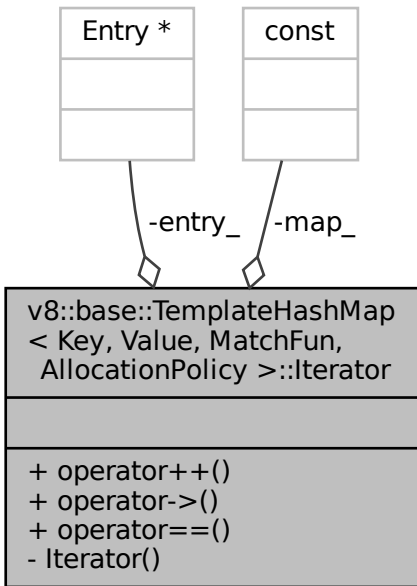 Entry *
const
-entry_
-map_
v8::base::TemplateHashMap
< Key, Value, MatchFun,
AllocationPolicy >::Iterator
+ operator++()
+ operator->()
+ operator==()
- Iterator()